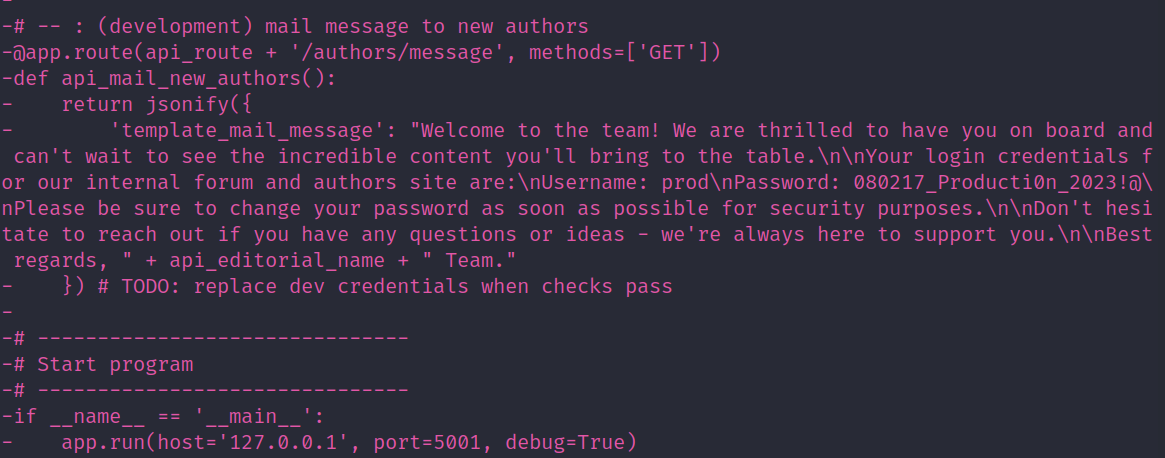 -
-# -- : (development) mail message to new authors
-@app.route(api_route + '/authors/message', methods=['GET'])
-def api_mail_new_authors():
-    return jsonify({
-        'template_mail_message': "Welcome to the team! We are thrilled to have you on board and
 can't wait to see the incredible content you'll bring to the table.\n\nYour login credentials f
or our internal forum and authors site are:\nUsername: prod\nPassword: 080217_Producti0n_2023!@\
nPlease be sure to change your password as soon as possible for security purposes.\n\nDon't hesi
tate to reach out if you have any questions or ideas - we're always here to support you.\n\nBest
 regards, " + api_editorial_name + " Team."
-    }) # TODO: replace dev credentials when checks pass
-
-# -------------------------------
-# Start program
-# -------------------------------
-if __name__ == '__main__':
-    app.run(host='127.0.0.1', port=5001, debug=True)